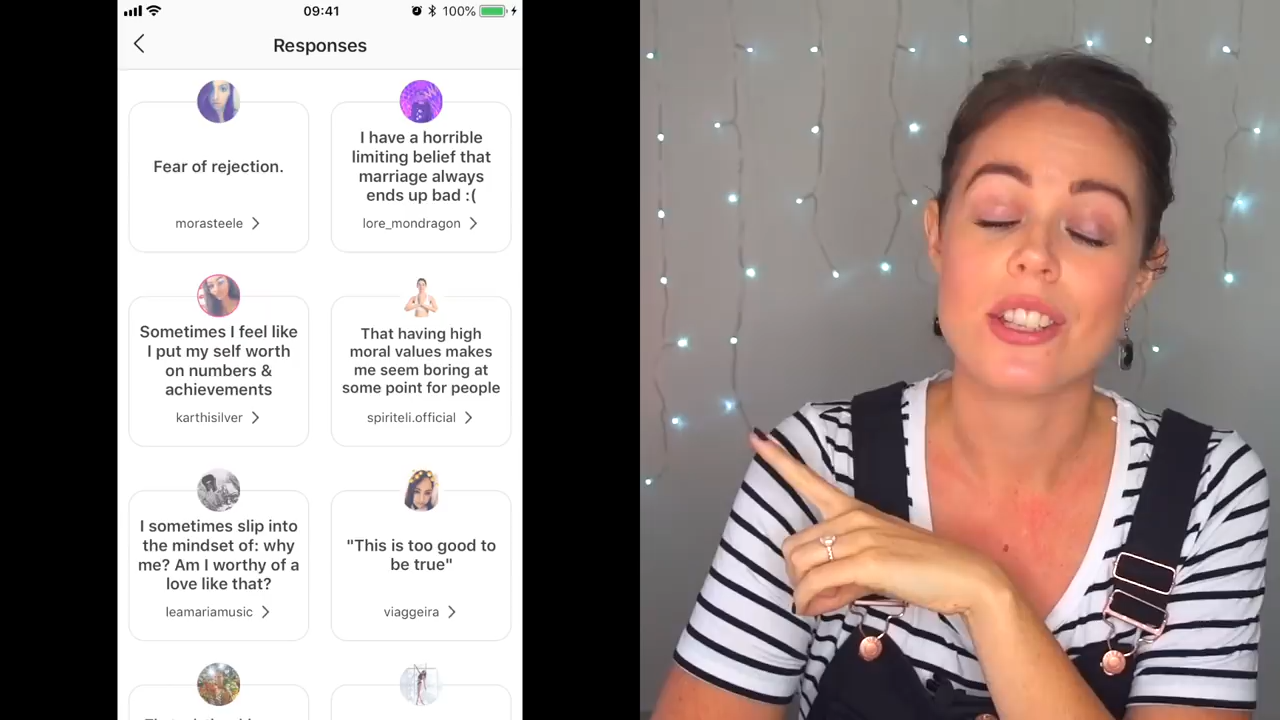 09:41
100%
Responses
Fear of rejection.
morasteele
I have a horrible
limiting belief that
marriage always
ends up bad :(
lore_mondragon
Sometimes I feel like
I put my self worth
on numbers &
achievements
karthisilver
That having high
moral values makes
me seem boring at
some point for people
spiriteli.official
I sometimes slip into
the mindset of: why
me? Am I worthy of a
love like that?
leamariamusic
"This is too good to
be true"
viaggeira